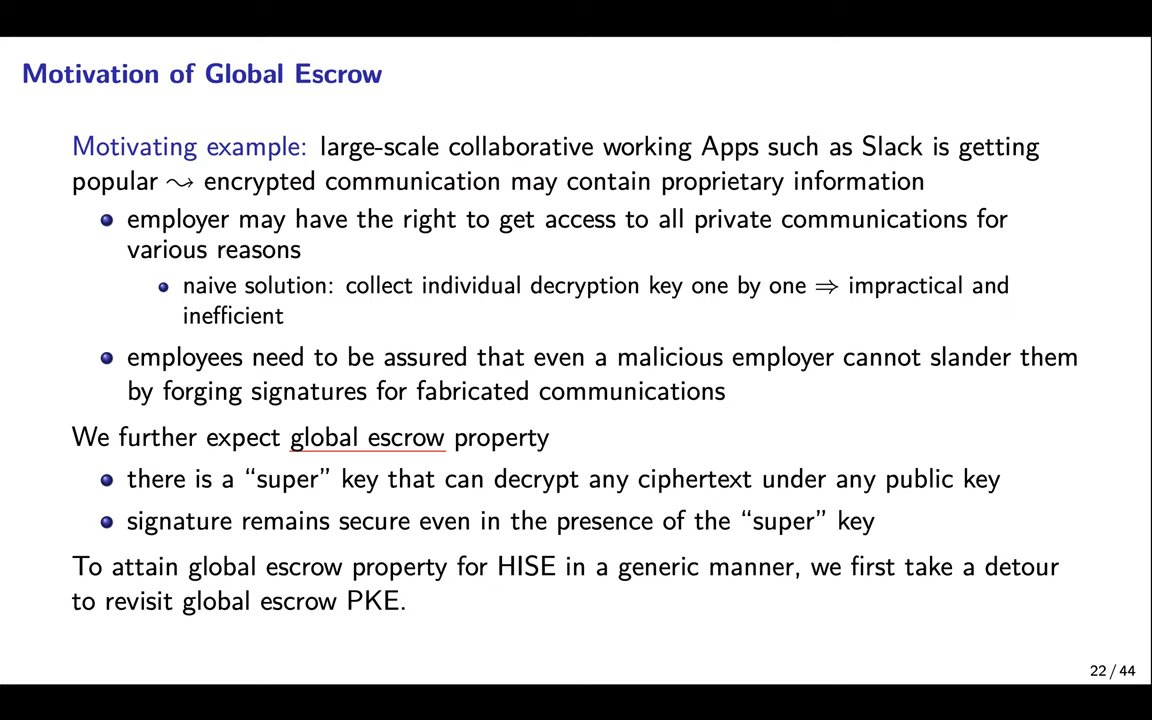 Motivation of Global Escrow
Motivating example: large-scale collaborative working Apps such as Slack is getting
popular ⇝ encrypted communication may contain proprietary information
employer may have the right to get access to all private communications for
various reasons
naive solution: collect individual decryption key one by one ⇒ impractical and
inefficient
employees need to be assured that even a malicious employer cannot slander them
by forging signatures for fabricated communications
We further expect global escrow property
there is a “super” key that can decrypt any ciphertext under any public key
signature remains secure even in the presence of the “super” key
To attain global escrow property for HISE in a generic manner, we first take a detour
to revisit global escrow PKE.
22 / 44